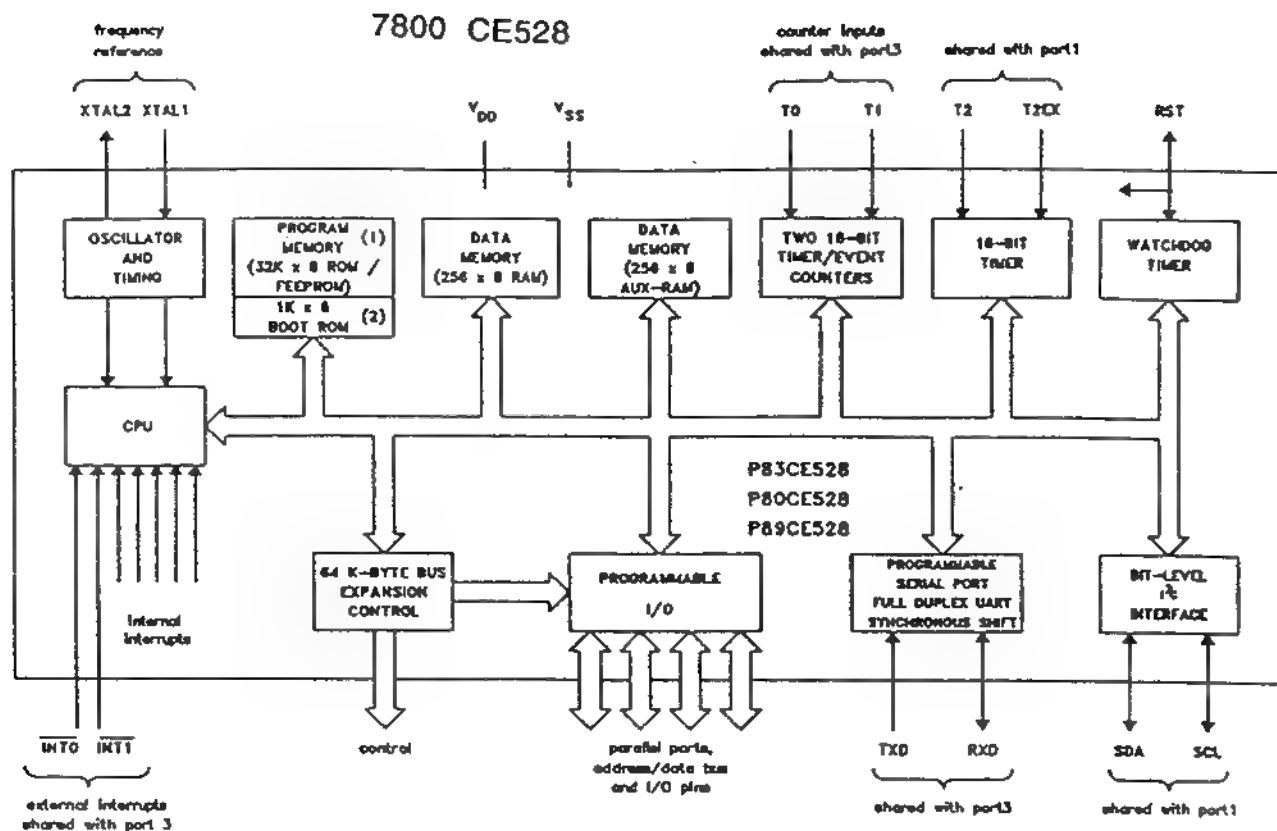 7800 CE528
frequency
reference
counter inputs
shared with port3
shared with port1
XTAL2 XTAL1
VDD
VSS
T0
T1
T2
T2EX
RST
OSCILLATOR
AND
TIMING
PROGRAM (1)
MEMORY
(32K x 8 ROM /
FEEPROM)
1K x 8
BOOT ROM (2)
DATA
MEMORY
(256 x 8 RAM)
DATA
MEMORY
(256 x 8
AUX-RAM)
TWO 16-BIT
TIMER/EVENT
COUNTERS
16-BIT
TIMER
WATCHDOG
TIMER
CPU
P83CE528
P80CE528
P89CE528
64 K-BYTE BUS
EXPANSION
CONTROL
PROGRAMMABLE
I/O
PROGRAMMABLE
SERIAL PORT
FULL DUPLEX UART
SYNCHRONOUS SHIFT
BIT-LEVEL
I²C
INTERFACE
internal
interrupts
INT0 INT1
control
parallel ports,
address/data bus
and I/O pins
TXD
RXD
SDA
SCL
external interrupts
shared with port 3
shared with port3
shared with port1